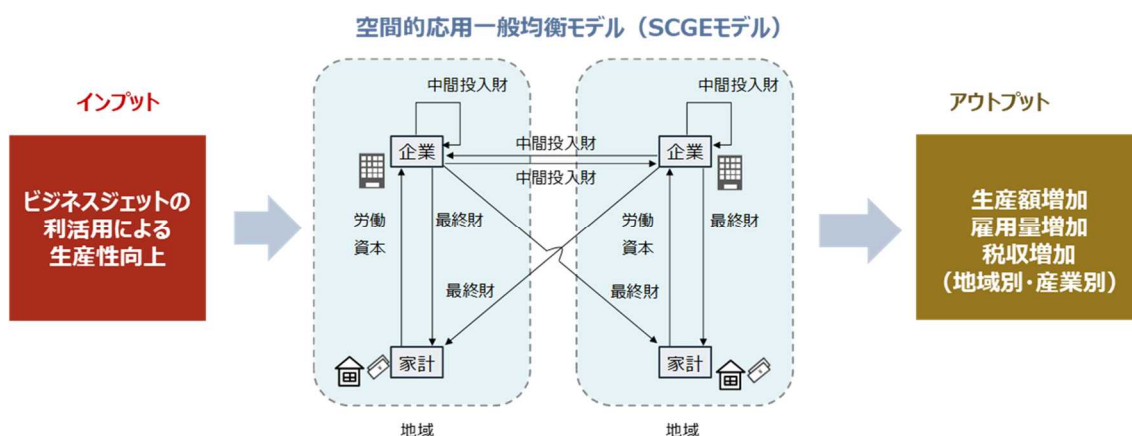 空間的応用一般均衡モデル（SCGEモデル）
インプット
ビジネスジェットの
利活用による
生産性向上
中間投入財
企業
労働
資本
最終財
最終財
家計
地域
中間投入財
中間投入財
中間投入財
企業
労働
資本
最終財
最終財
家計
地域
アウトプット
生産額増加
雇用量増加
税収増加
（地域別・産業別）